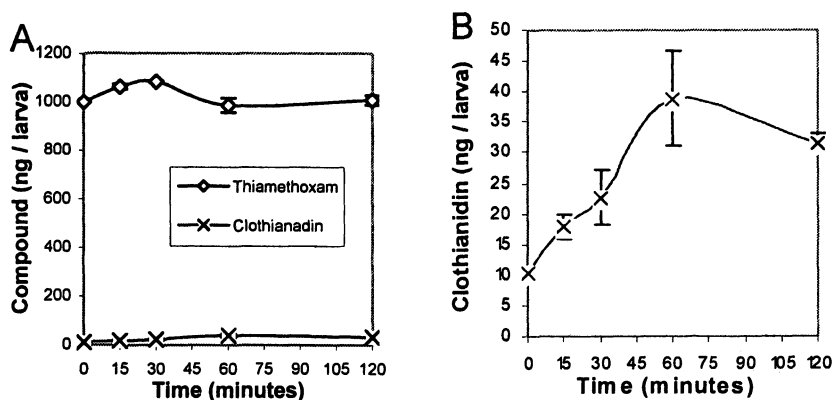 A
1200
1000
800
600
400
200
0
Compound (ng / larva)
Thiamethoxam
Clothianadin
0 15 30 45 60 75 90 105 120
Time (minutes)
B
50
45
40
35
30
25
20
15
10
5
0
Clothianidin (ng / larva)
0 15 30 45 60 75 90 105 120
Time (minutes)